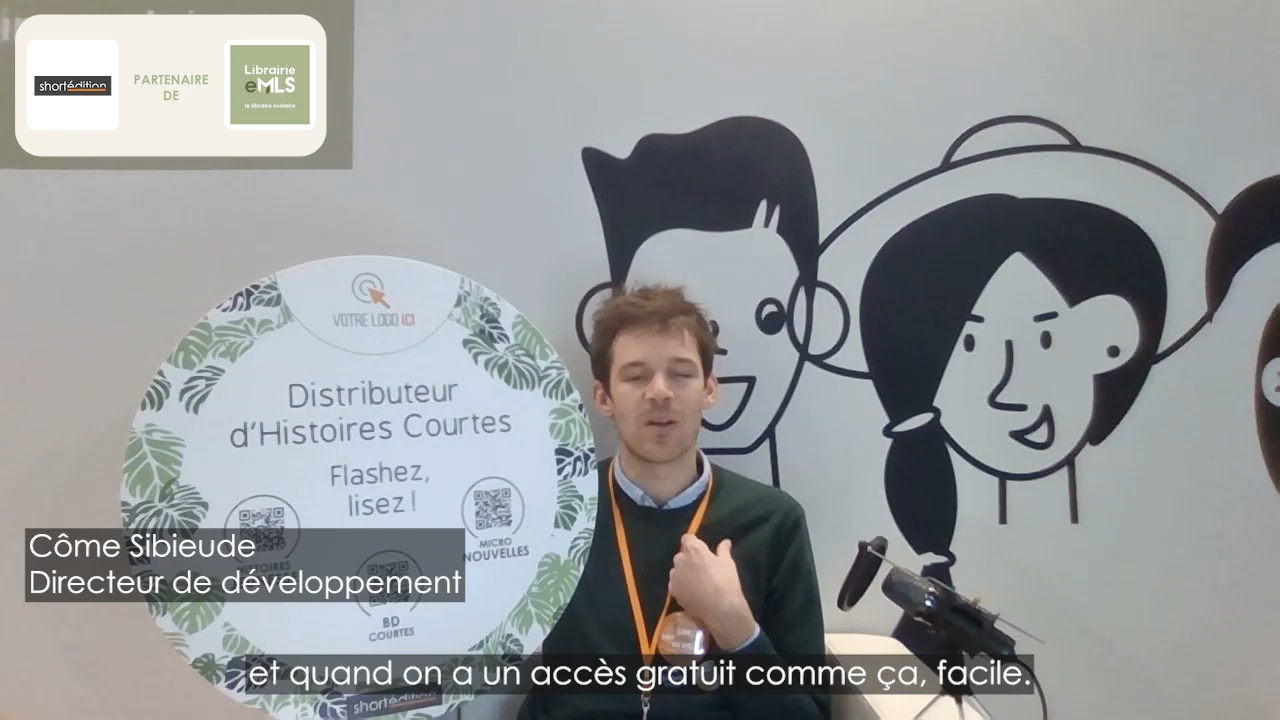 shortédition
PARTENAIRE
DE
Librairie
eMLS
le libraire scolaire
VOTRE LOGO ICI
Distributeur
d'Histoires Courtes
Flashez,
lisez !
MICRO
NOUVELLES
BD
COURTES
Côme Sibieude
Directeur de développement
et quand on a un accès gratuit comme ça, facile.
shortédition